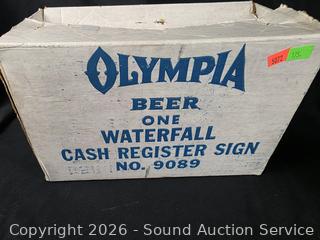 OLYMPIA
BEER
ONE
WATERFALL
CASH REGISTER SIGN
NO. 9089
Copyright © 2026 - Sound Auction Service